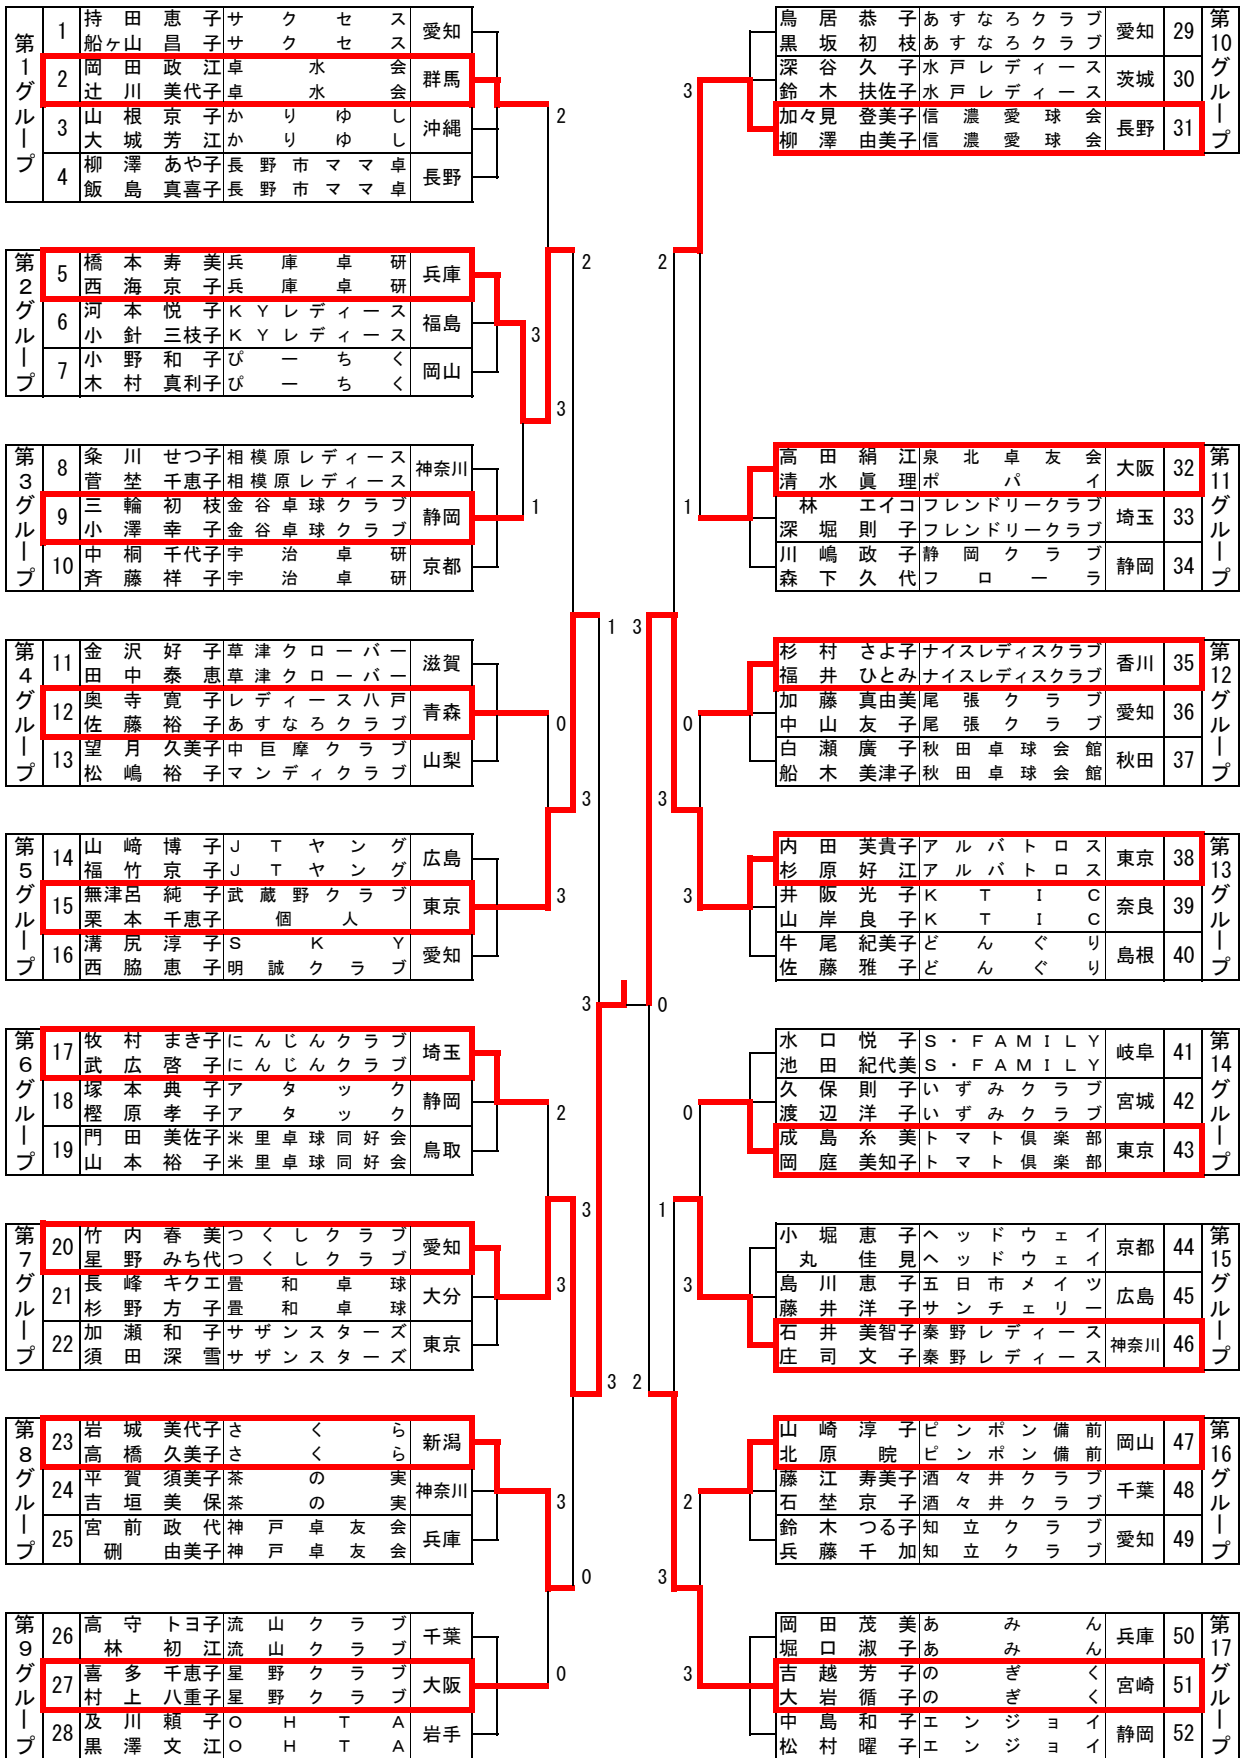 第1グループ
1 持田恵子 サクセス 愛知
船ヶ山昌子 サクセス
2 岡田政江 卓水会 群馬
辻川美代子 卓水会
3 山根京子 かりゆし 沖縄
大城芳江 かりゆし
4 柳澤あや子 長野市ママ卓 長野
飯島真喜子 長野市ママ卓
2
第2グループ
5 橋本寿美 兵庫卓研 兵庫
西海京子 兵庫卓研
6 河本悦子 KYレディース 福島
小針三枝子 KYレディース
7 小野和子 ぴーちく 岡山
木村真利子 ぴーちく
2
3
3
第3グループ
8 粂川せつ子 相模原レディース 神奈川
菅埜千恵子 相模原レディース
9 三輪初枝 金谷卓球クラブ 静岡
小澤幸子 金谷卓球クラブ
10 中桐千代子 宇治卓研 京都
斉藤祥子 宇治卓研
1
1
第4グループ
11 金沢好子 草津クローバー 滋賀
田中泰恵 草津クローバー
12 奥寺寛子 レディース八戸 青森
佐藤裕子 あすなろクラブ
13 望月久美子 中巨摩クラブ 山梨
松嶋裕子 マンディクラブ
0
3
第5グループ
14 山﨑博子 JTヤング 広島
福竹京子 JTヤング
15 無津呂純子 武蔵野クラブ 東京
栗本千恵子 個人
16 溝尻淳子 SKY 愛知
西脇恵子 明誠クラブ
3
3
第6グループ
17 牧村まき子 にんじんクラブ 埼玉
武広啓子 にんじんクラブ
18 塚本典子 アタック 静岡
樫原孝子 アタック
19 門田美佐子 米里卓球同好会 鳥取
山本裕子 米里卓球同好会
2
3
第7グループ
20 竹内春美 つくしクラブ 愛知
星野みち代 つくしクラブ
21 長峰キクエ 畳和卓球 大分
杉野方子 畳和卓球
22 加瀬和子 サザンスターズ 東京
須田深雪 サザンスターズ
3
3
第8グループ
23 岩城美代子 さくら 新潟
高橋久美子 さくら
24 平賀須美子 茶の実 神奈川
吉垣美保 茶の実
25 宮前政代 神戸卓友会 兵庫
硎由美子 神戸卓友会
3
0
第9グループ
26 高守トヨ子 流山クラブ 千葉
林初江 流山クラブ
27 喜多千恵子 星野クラブ 大阪
村上八重子 星野クラブ
28 及川頼子 OHTA 岩手
黒澤文江 OHTA
0
第10グループ
鳥居恭子 あすなろクラブ 愛知 29
黒坂初枝 あすなろクラブ
深谷久子 水戸レディース 茨城 30
鈴木扶佐子 水戸レディース
加々見登美子 信濃愛球会 長野 31
柳澤由美子 信濃愛球会
3
2
第11グループ
高田絹江 泉北卓友会 大阪 32
清水眞理 ポパイ
林エイコ フレンドリークラブ 埼玉 33
深堀則子 フレンドリークラブ
川嶋政子 静岡クラブ 静岡 34
森下久代 フローラ
1
3
第12グループ
杉村さよ子 ナイスレディスクラブ 香川 35
福井ひとみ ナイスレディスクラブ
加藤真由美 尾張クラブ 愛知 36
中山友子 尾張クラブ
白瀬廣子 秋田卓球会館 秋田 37
船木美津子 秋田卓球会館
0
3
第13グループ
内田芙貴子 アルバトロス 東京 38
杉原好江 アルバトロス
井阪光子 KTIC 奈良 39
山岸良子 KTIC
牛尾紀美子 どんぐり 島根 40
佐藤雅子 どんぐり
3
0
第14グループ
水口悦子 S・FAMILY 岐阜 41
池田紀代美 S・FAMILY
久保則子 いずみクラブ 宮城 42
渡辺洋子 いずみクラブ
成島糸美 トマト倶楽部 東京 43
岡庭美知子 トマト倶楽部
0
1
第15グループ
小堀恵子 ヘッドウェイ 京都 44
丸佳見 ヘッドウェイ
島川恵子 五日市メイツ 広島 45
藤井洋子 サンチェリー
石井美智子 秦野レディース 神奈川 46
庄司文子 秦野レディース
3
2
第16グループ
山崎淳子 ピンポン備前 岡山 47
北原院 ピンポン備前
藤江寿美子 酒々井クラブ 千葉 48
石埜京子 酒々井クラブ
鈴木つる子 知立クラブ 愛知 49
兵藤千加 知立クラブ
2
3
第17グループ
岡田茂美 あみん 兵庫 50
堀口淑子 あみん
吉越芳子 のぎく 宮崎 51
大岩循子 のぎく
中島和子 エンジョイ 静岡 52
松村曜子 エンジョイ
3